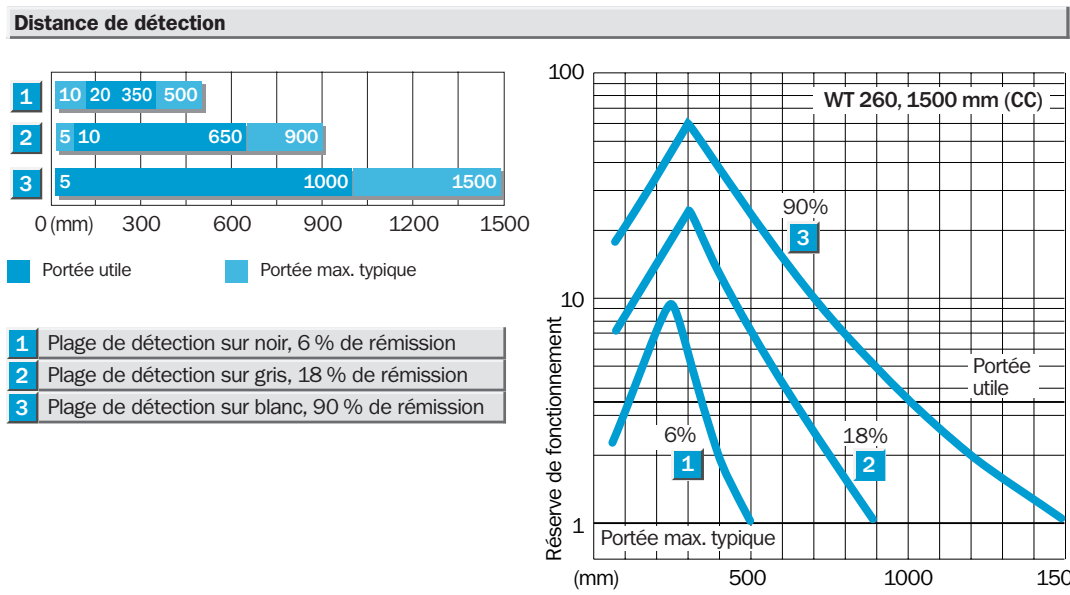 Distance de détection
1 10 20 350 500
2 5 10 650 900
3 5 1000 1500
0 (mm) 300 600 900 1200 1500
Portée utile
Portée max. typique
1 Plage de détection sur noir, 6 % de rémission
2 Plage de détection sur gris, 18 % de rémission
3 Plage de détection sur blanc, 90 % de rémission
100
WT 260, 1500 mm (CC)
90%
3
10
Réserve de fonctionnement
Portée
utile
6%
1
18%
2
1
Portée max. typique
(mm) 500 1000 150